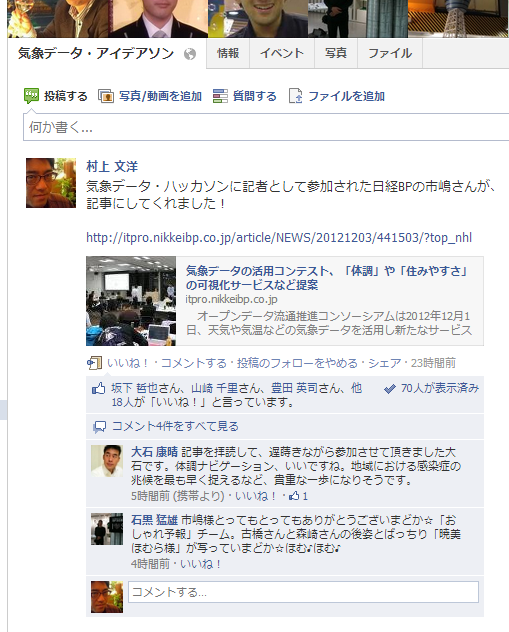 気象データ・アイデアソン
情報
イベント
写真
ファイル
投稿する
写真/動画を追加
質問する
ファイルを追加
何か書く...
村上 文洋
気象データ・ハッカソンに記者として参加された日経BPの市嶋さんが、
記事にしてくれました！
http://itpro.nikkeibp.co.jp/article/NEWS/20121203/441503/?top_nhl
気象データの活用コンテスト、「体調」や「住みやすさ」
の可視化サービスなど提案
itpro.nikkeibp.co.jp
オープンデータ流通推進コンソーシアムは2012年12月1
日、天気や気温などの気象データを活用し新たなサービス
いいね！・コメントする・投稿のフォローをやめる・シェア・23時間前
坂下 哲也さん、山崎 千里さん、豊田 英司さん、他
18人が「いいね！」と言っています。
70人が表示済み
コメント4件をすべて見る
大石 康晴 記事を拝読して、遅蒔きながら参加させて頂きました大
石です。体調ナビゲーション、いいですね。地域における感染症の
兆候を最も早く捉えるなど、貴重な一歩になりそうです。
5時間前 (携帯より)・いいね！・1
石黒 猛雄 市嶋様とってもとってもありがとうございまどか☆「お
しゃれ予報」チーム。古橋さんと森崎さんの後姿とばっちり「暁美
ほむら様」が写っていまどか☆ほむ♪ほむ♪
4時間前・いいね！
コメントする...